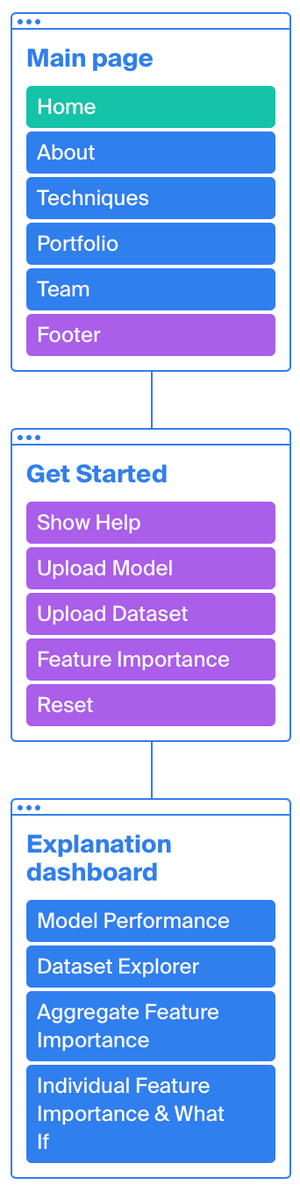 Main page
Home
About
Techniques
Portfolio
Team
Footer
Get Started
Show Help
Upload Model
Upload Dataset
Feature Importance
Reset
Explanation
dashboard
Model Performance
Dataset Explorer
Aggregate Feature
Importance
Individual Feature
Importance & What
If